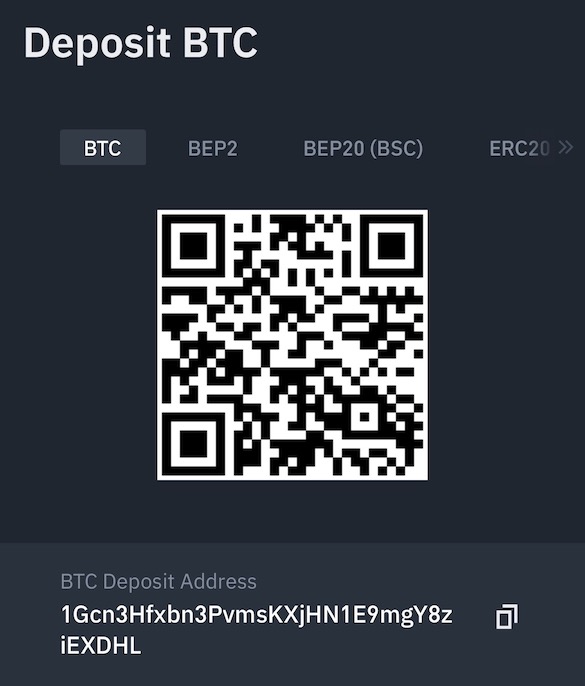 Deposit BTC
BTC BEP2 BEP20 (BSC) ERC20
BTC Deposit Address
1Gcn3Hfxbn3PvmsKXjHN1E9mgY8z
iEXDHL